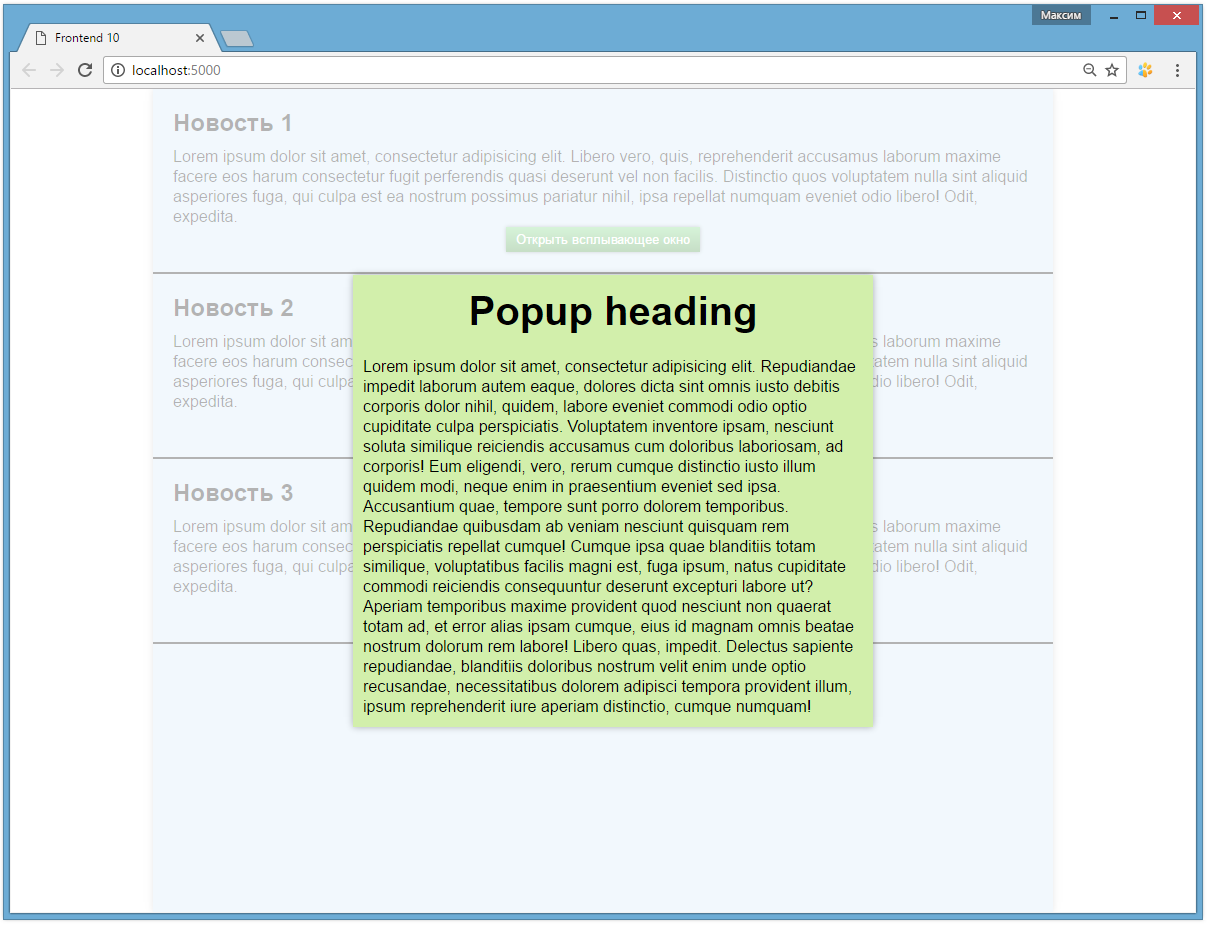 Максим
Frontend 10
localhost:5000
Новость 1
Lorem ipsum dolor sit amet, consectetur adipisicing elit. Libero vero, quis, reprehenderit accusamus laborum maxime
facere eos harum consectetur fugit perferendis quasi deserunt vel non facilis. Distinctio quos voluptatem nulla sint aliquid
asperiores fuga, qui culpa est ea nostrum possimus pariatur nihil, ipsa repellat numquam eveniet odio libero! Odit,
expedita.
Открыть всплывающее окно
Новость 2
Lorem ipsum dolor sit am s laborum maxime
facere eos harum consec atem nulla sint aliquid
asperiores fuga, qui culpa dio libero! Odit,
expedita.
Новость 3
Lorem ipsum dolor sit am s laborum maxime
facere eos harum consec atem nulla sint aliquid
asperiores fuga, qui culpa dio libero! Odit,
expedita.
Popup heading
Lorem ipsum dolor sit amet, consectetur adipisicing elit. Repudiandae
impedit laborum autem eaque, dolores dicta sint omnis iusto debitis
corporis dolor nihil, quidem, labore eveniet commodi odio optio
cupiditate culpa perspiciatis. Voluptatem inventore ipsam, nesciunt
soluta similique reiciendis accusamus cum doloribus laboriosam, ad
corporis! Eum eligendi, vero, rerum cumque distinctio iusto illum
quidem modi, neque enim in praesentium eveniet sed ipsa.
Accusantium quae, tempore sunt porro dolorem temporibus.
Repudiandae quibusdam ab veniam nesciunt quisquam rem
perspiciatis repellat cumque! Cumque ipsa quae blanditiis totam
similique, voluptatibus facilis magni est, fuga ipsum, natus cupiditate
commodi reiciendis consequuntur deserunt excepturi labore ut?
Aperiam temporibus maxime provident quod nesciunt non quaerat
totam ad, et error alias ipsam cumque, eius id magnam omnis beatae
nostrum dolorum rem labore! Libero quas, impedit. Delectus sapiente
repudiandae, blanditiis doloribus nostrum velit enim unde optio
recusandae, necessitatibus dolorem adipisci tempora provident illum,
ipsum reprehenderit iure aperiam distinctio, cumque numquam!